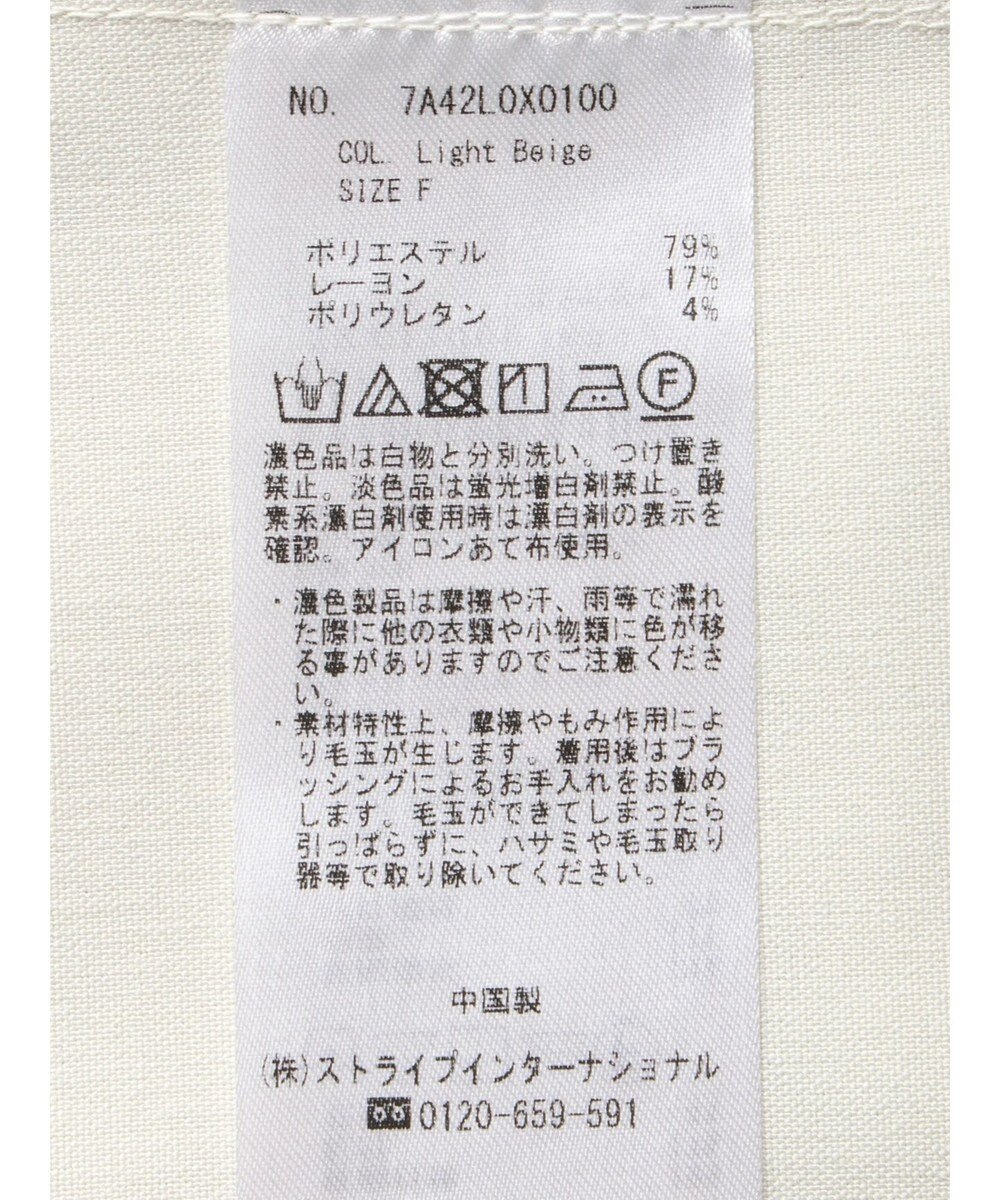 NO. 7A42L0X0100
COL. Light Beige
SIZE F
ポリエステル 79%
レーヨン 17%
ポリウレタン 4%
F
濃色品は白物と分別洗い。つけ置き
禁止。淡色品は蛍光増白剤禁止。酸
素系漂白剤使用時は漂白剤の表示を
確認。アイロンあて布使用。
・濃色製品は摩擦や汗、雨等で濡れ
た際に他の衣類や小物類に色が移
る事がありますのでご注意くださ
い。
・素材特性上、摩擦やもみ作用によ
り毛玉が生じます。着用後はブラ
ッシングによるお手入れをお勧め
します。毛玉ができてしまったら
引っぱらずに、ハサミや毛玉取り
器等で取り除いてください。
中国製
(株)ストライプインターナショナル
0120-659-591